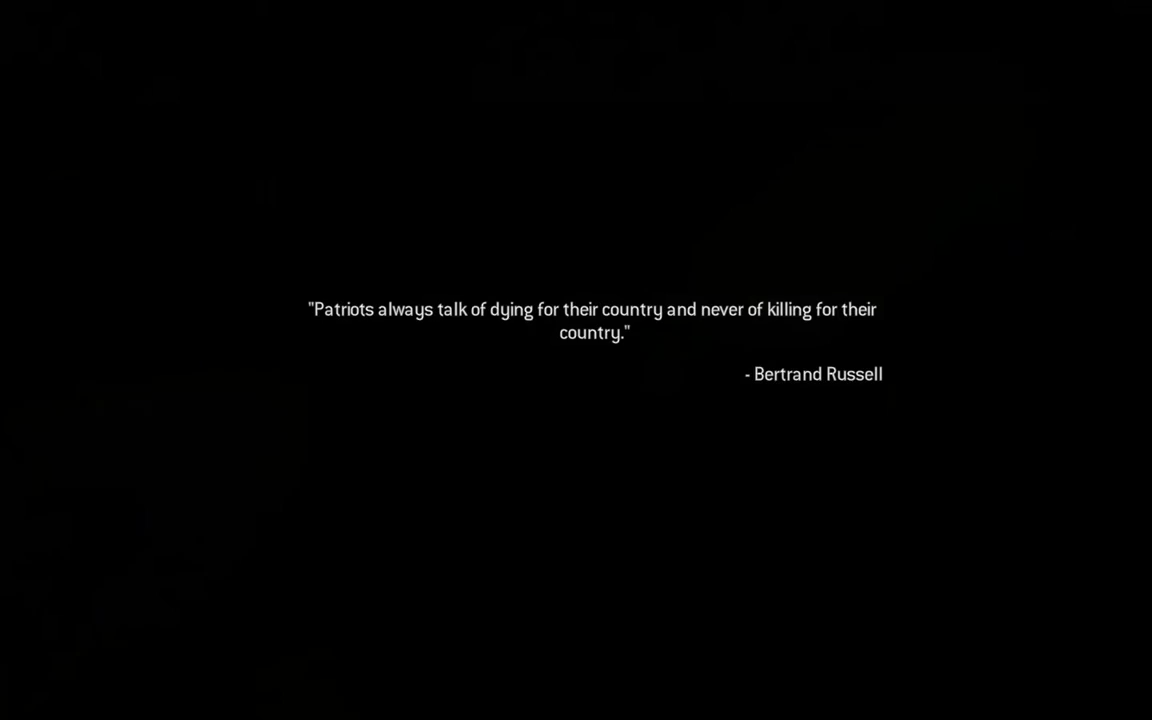 "Patriots always talk of dying for their country and never of killing for their
country."
- Bertrand Russell